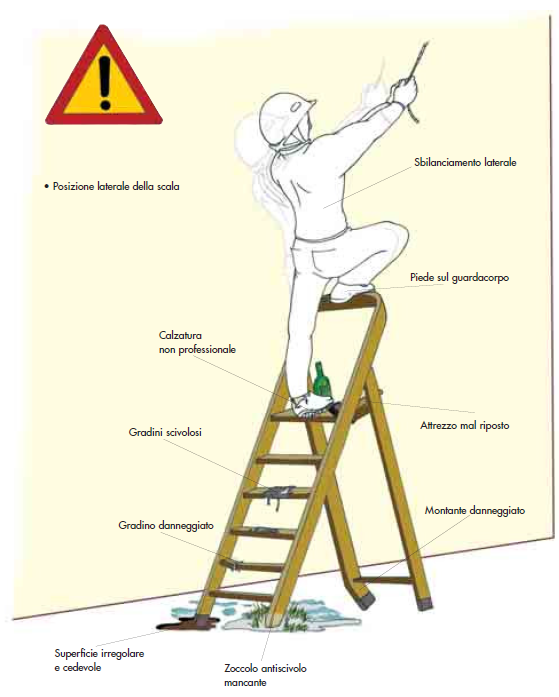 Sbilanciamento laterale
• Posizione laterale della scala
Piede sul guardacorpo
Calzatura
non professionale
Attrezzo mal riposto
Gradini scivolosi
Montante danneggiato
Gradino danneggiato
Superficie irregolare
e cedevole
Zoccolo antiscivolo
mancante